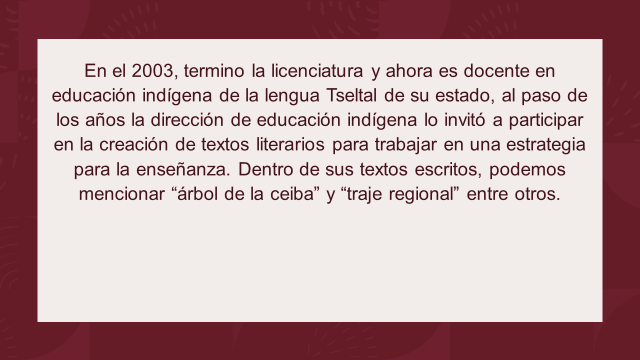 En el 2003, termino la licenciatura y ahora es docente en
educación indígena de la lengua Tseltal de su estado, al paso de
los años la dirección de educación indígena lo invitó a participar
en la creación de textos literarios para trabajar en una estrategia
para la enseñanza. Dentro de sus textos escritos, podemos
mencionar “árbol de la ceiba” y “traje regional” entre otros.